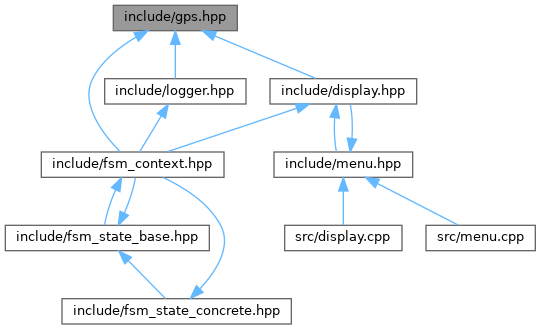 include/gps.hpp
include/logger.hpp
include/display.hpp
include/fsm_context.hpp
include/menu.hpp
include/fsm_state_base.hpp
src/display.cpp
src/menu.cpp
include/fsm_state_concrete.hpp